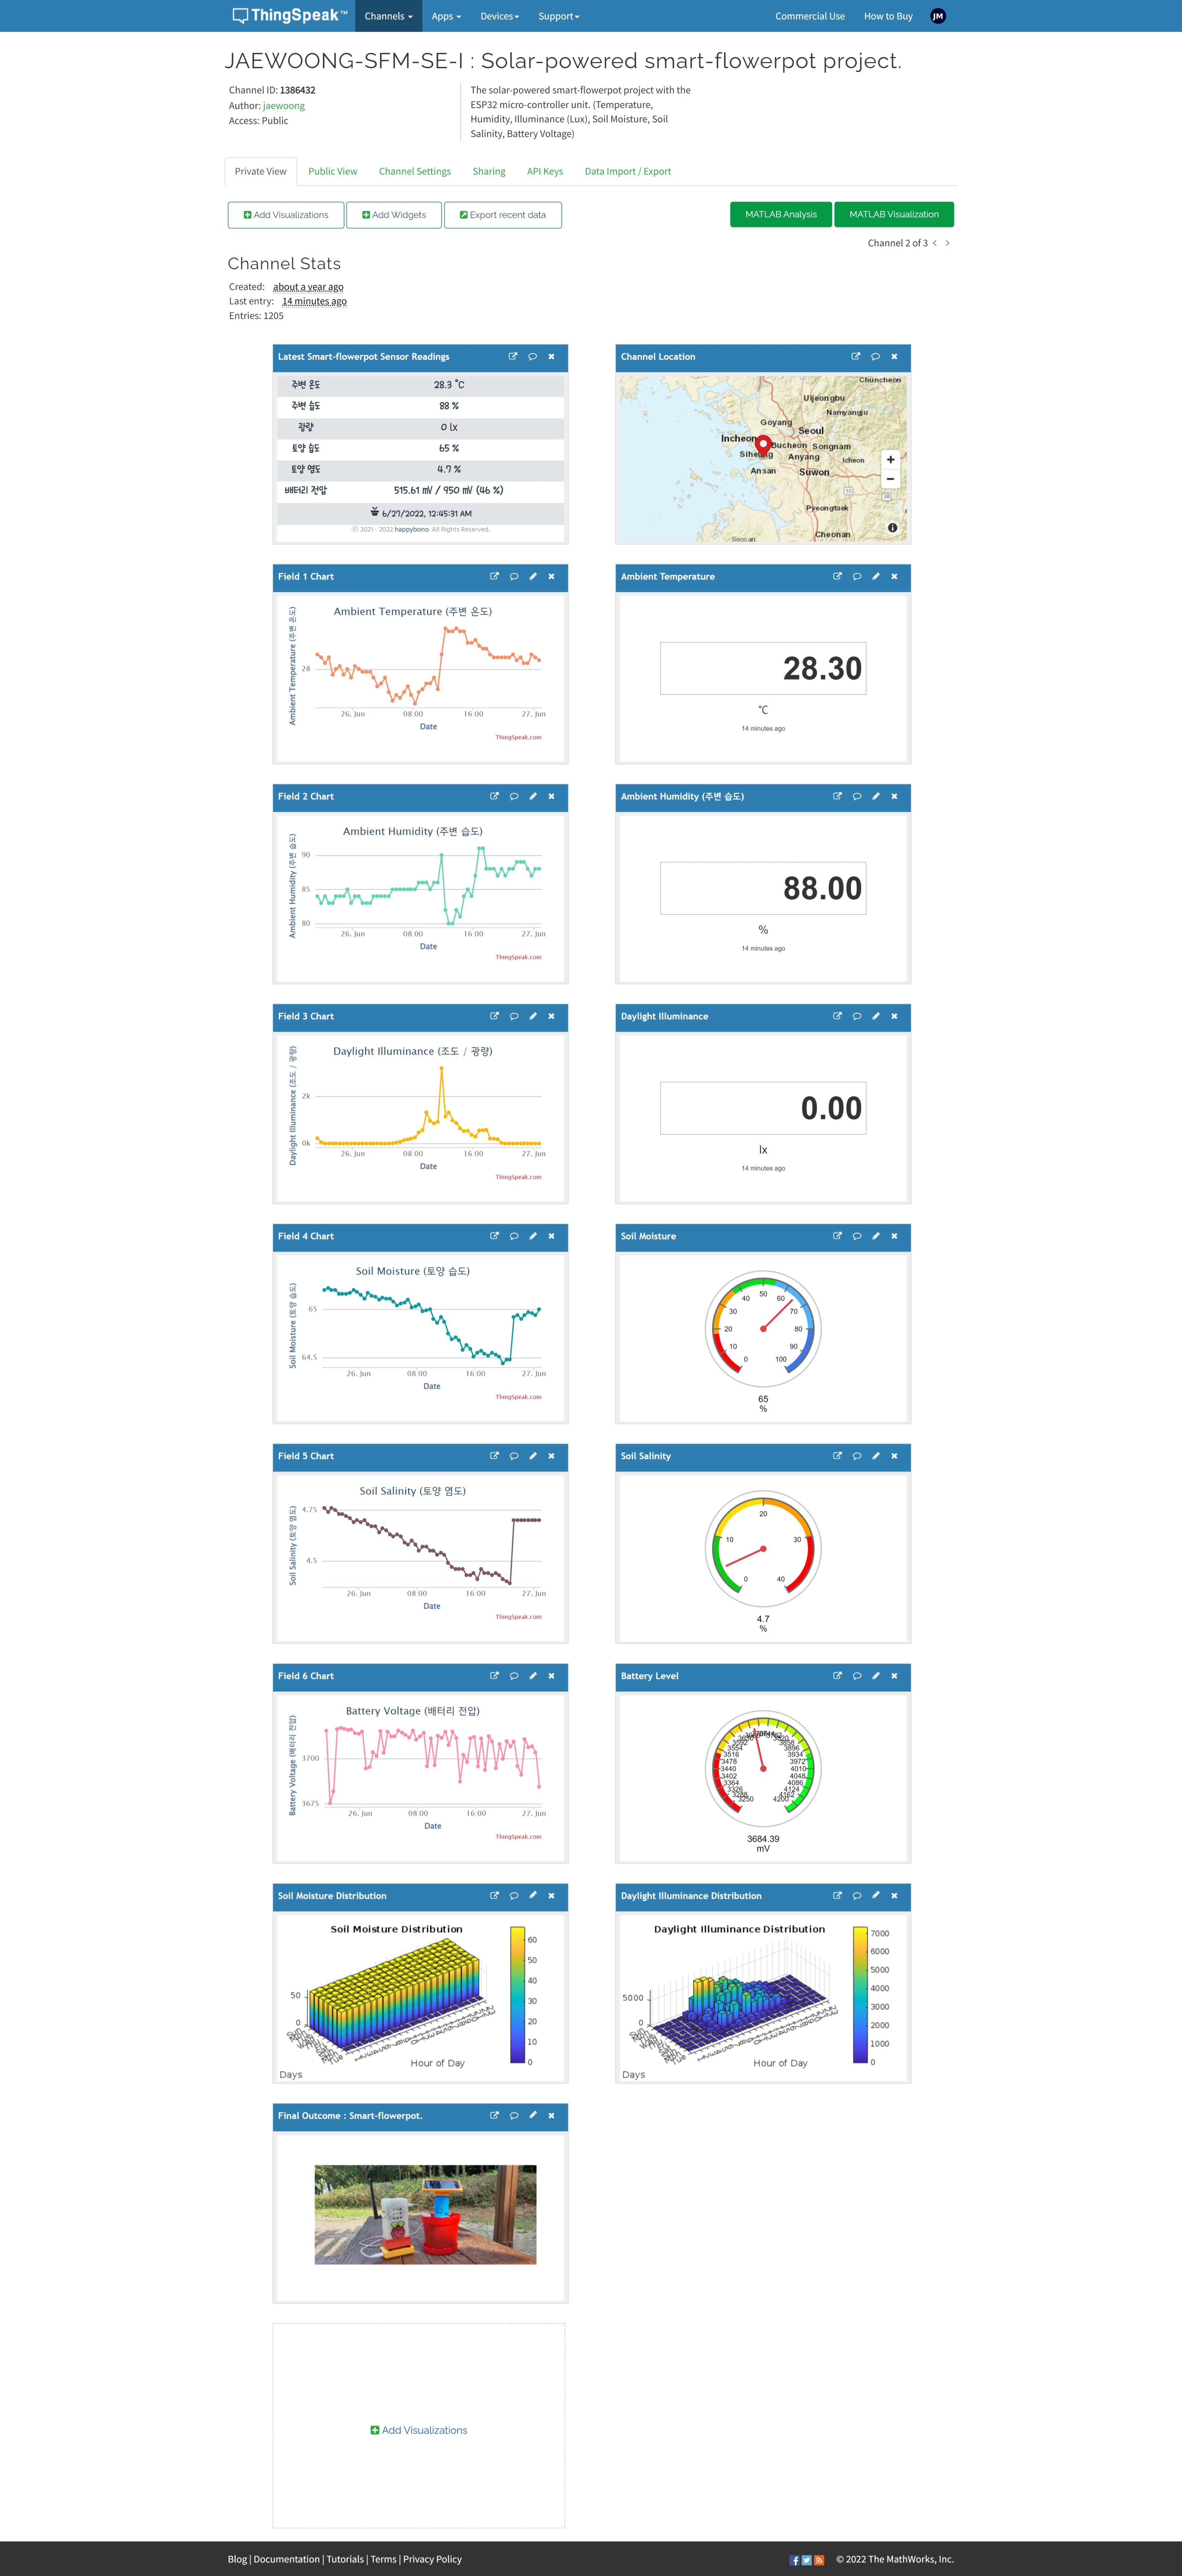 ThingSpeak™ Channels Apps Devices Support Commercial Use How to Buy JM
JAEWOONG-SFM-SE-I : Solar-powered smart-flowerpot project.
Channel ID: 1386432
Author: jaewoong
Access: Public
The solar-powered smart-flowerpot project with the
ESP32 micro-controller unit. (Temperature,
Humidity, Illuminance (Lux), Soil Moisture, Soil
Salinity, Battery Voltage)
Private View Public View Channel Settings Sharing API Keys Data Import / Export
Add Visualizations Add Widgets Export recent data MATLAB Analysis MATLAB Visualization
Channel 2 of 3
Channel Stats
Created: about a year ago
Last entry: 14 minutes ago
Entries: 1205
Latest Smart-flowerpot Sensor Readings
주변 온도 28.3 °C
주변 습도 88 %
광량 0 lx
토양 습도 65 %
토양 염도 4.7 %
배터리 전압 515.61 mV / 950 mV (46 %)
6/27/2022, 12:45:31 AM
ⓒ 2021 - 2022 happybono. All Rights Reserved.
Channel Location
Chuncheon
Uijeongbu
Namyangju
Goyang
Seoul
Incheon
Bucheon Songnam
Anyang Icheon
Ansan Suwon
Pyeongtaek
Cheonan
Seosan
Field 1 Chart
Ambient Temperature (주변 온도)
Ambient Temperature (주변 온도)
28
26. Jun 08:00 16:00 27. Jun
Date
ThingSpeak.com
Ambient Temperature
28.30
°C
14 minutes ago
Field 2 Chart
Ambient Humidity (주변 습도)
Ambient Humidity (주변 습도)
90
85
80
26. Jun 08:00 16:00 27. Jun
Date
ThingSpeak.com
Ambient Humidity (주변 습도)
88.00
%
14 minutes ago
Field 3 Chart
Daylight Illuminance (조도 / 광량)
Daylight Illuminance (조도 / 광량)
2k
0k
26. Jun 08:00 16:00 27. Jun
Date
ThingSpeak.com
Daylight Illuminance
0.00
lx
14 minutes ago
Field 4 Chart
Soil Moisture (토양 습도)
Soil Moisture (토양 습도)
65
64.5
26. Jun 08:00 16:00 27. Jun
Date
ThingSpeak.com
Soil Moisture
0 10 20 30 40 50 60 70 80 90 100
65
%
Field 5 Chart
Soil Salinity (토양 염도)
Soil Salinity (토양 염도)
4.75
4.5
26. Jun 08:00 16:00 27. Jun
Date
ThingSpeak.com
Soil Salinity
0 10 20 30 40
4.7
%
Field 6 Chart
Battery Voltage (배터리 전압)
Battery Voltage (배터리 전압)
3700
3675
26. Jun 08:00 16:00 27. Jun
Date
ThingSpeak.com
Battery Level
3554 3896
3516 3934
3478 3972
3440 4010
3402 4048
3364 4086
3326 4124
3250 4200
3684.39
mV
Soil Moisture Distribution
Soil Moisture Distribution
50
0
Hour of Day
Days
60
50
40
30
20
10
0
Daylight Illuminance Distribution
Daylight Illuminance Distribution
5000
0
Hour of Day
Days
7000
6000
5000
4000
3000
2000
1000
0
Final Outcome : Smart-flowerpot.
Add Visualizations
Blog | Documentation | Tutorials | Terms | Privacy Policy © 2022 The MathWorks, Inc.